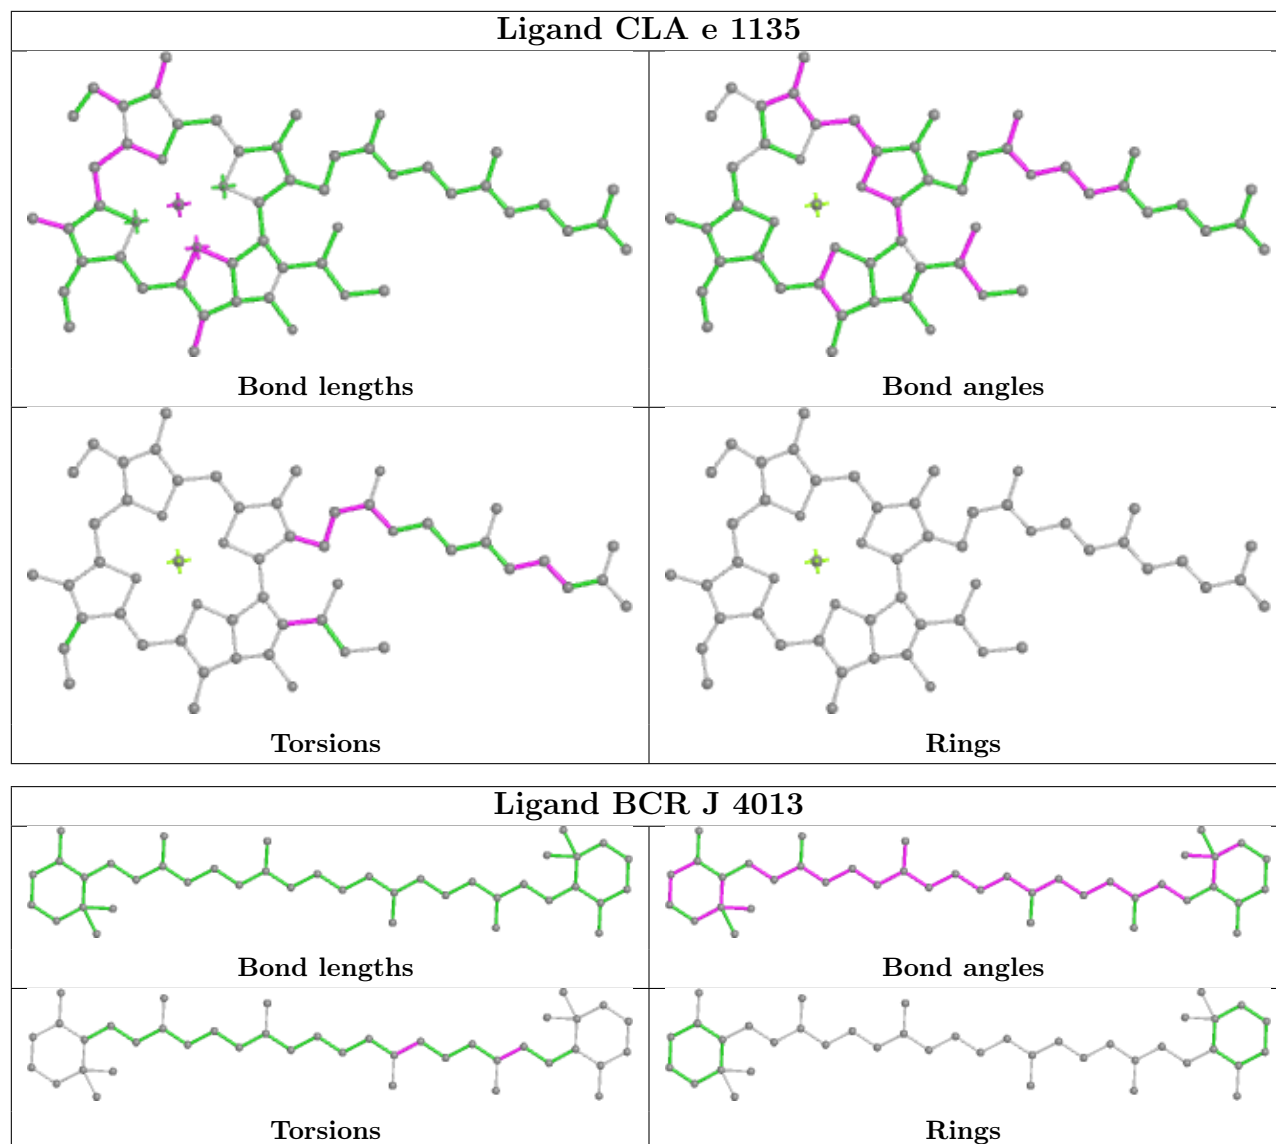 Ligand CLA e 1135
Bond lengths
Bond angles
Torsions
Rings
Ligand BCR J 4013
Bond lengths
Bond angles
Torsions
Rings